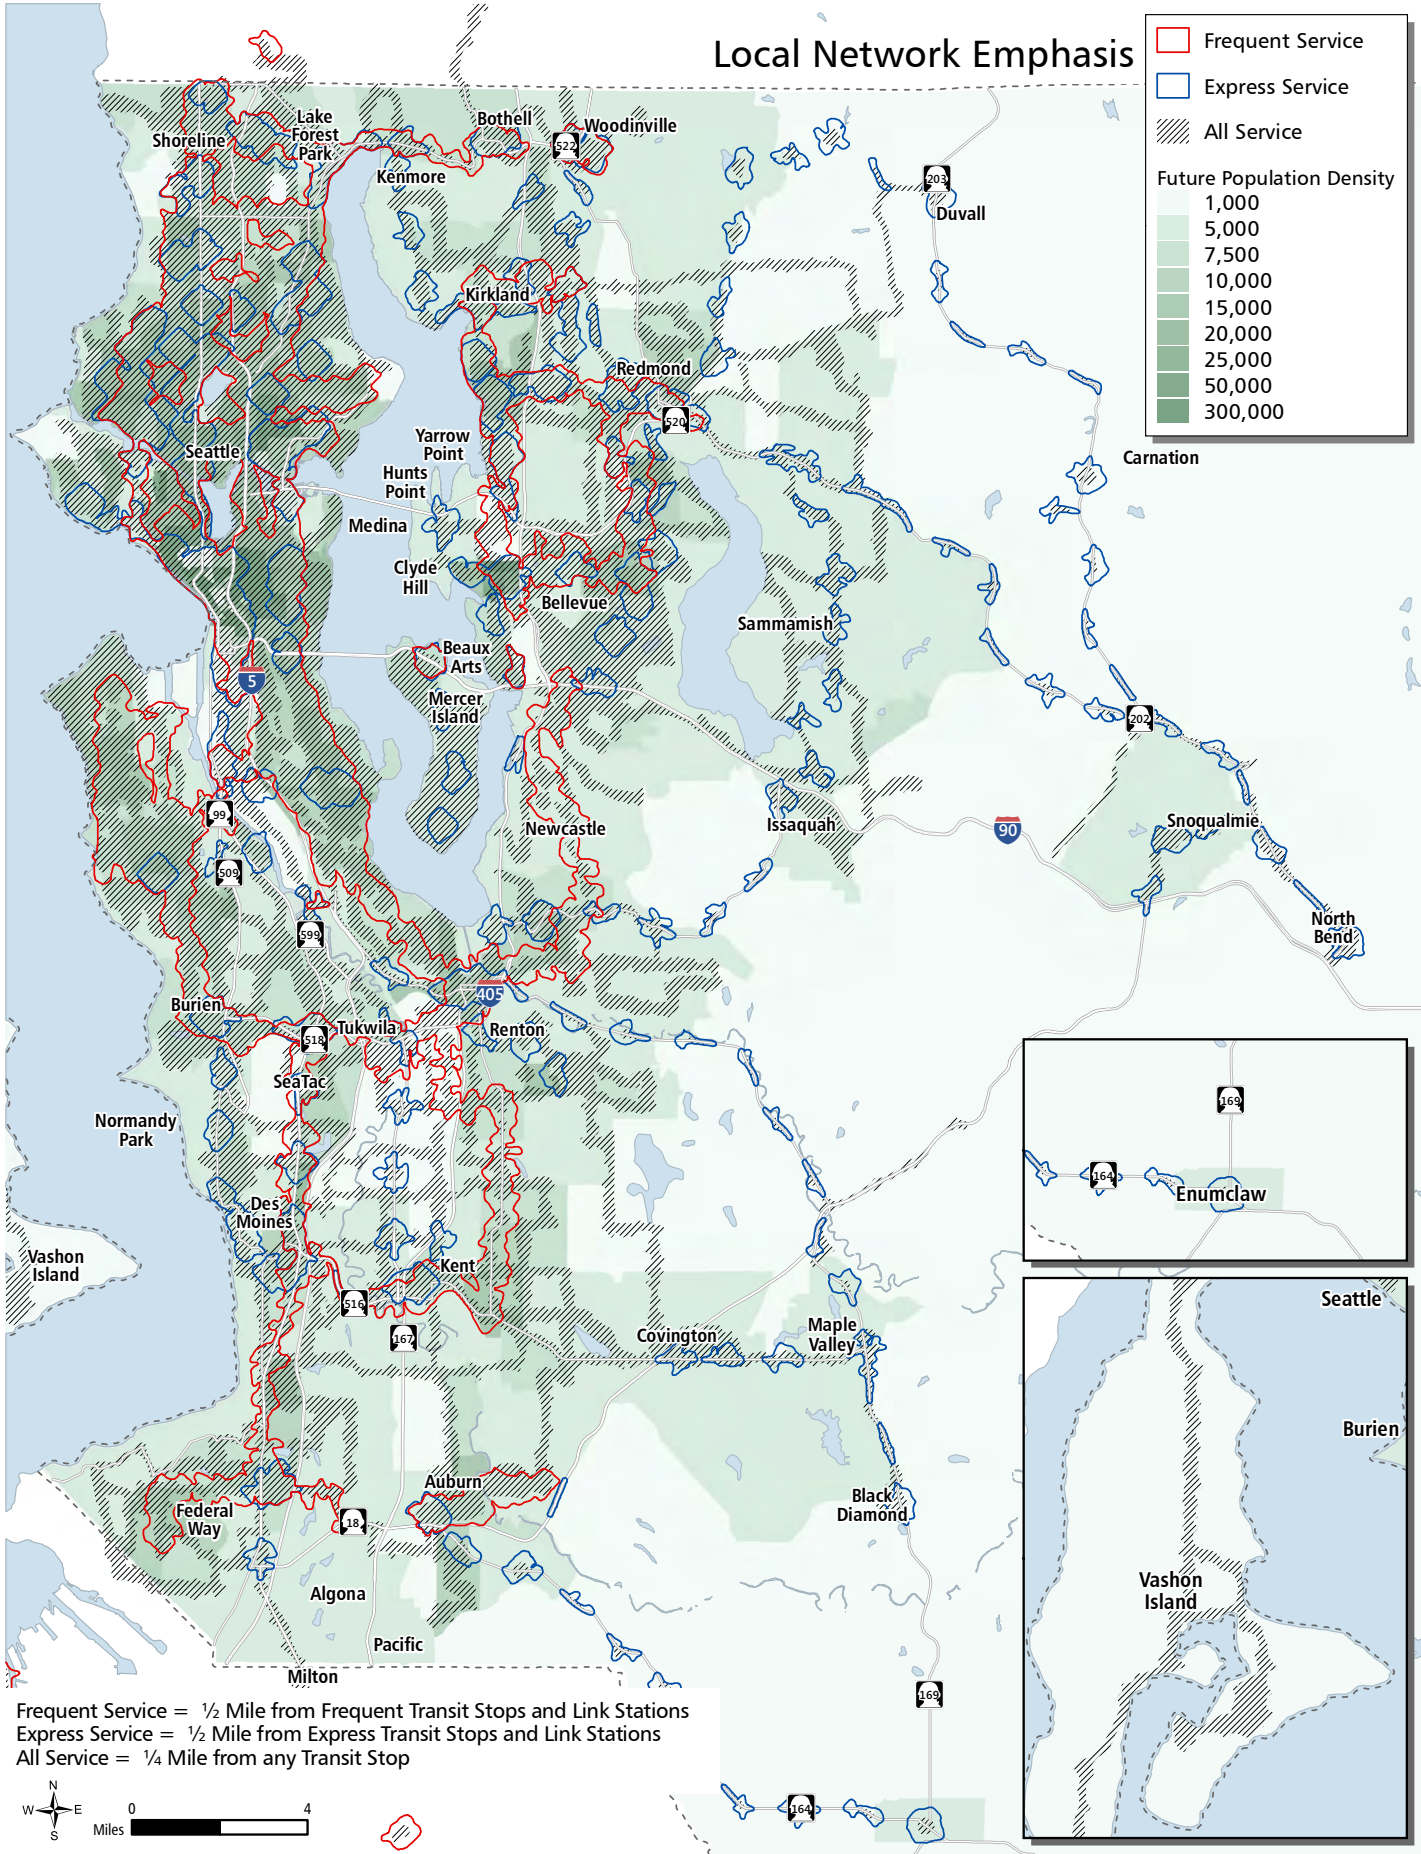 Local Network Emphasis
Frequent Service
Express Service
All Service
Future Population Density
1,000
5,000
7,500
10,000
15,000
20,000
25,000
50,000
300,000
Shoreline
Lake
Forest
Park
Bothell
Woodinville
522
Kenmore
203
Duvall
Kirkland
Redmond
520
Seattle
Yarrow
Point
Hunts
Point
Medina
Carnation
Clyde
Hill
Bellevue
Sammamish
Beaux
Arts
5
Mercer
Island
202
99
Newcastle
Issaquah
90
Snoqualmie
509
599
North
Bend
405
Burien
518
Tukwila
Renton
SeaTac
Normandy
Park
169
164
Enumclaw
Des
Moines
Vashon
Island
Kent
516
167
Covington
Maple
Valley
Seattle
Burien
Auburn
Federal
Way
18
Black
Diamond
Algona
Vashon
Island
Pacific
Milton
169
Frequent Service = ½ Mile from Frequent Transit Stops and Link Stations
Express Service = ½ Mile from Express Transit Stops and Link Stations
All Service = ¼ Mile from any Transit Stop
N
W E
S
0 4
Miles
164